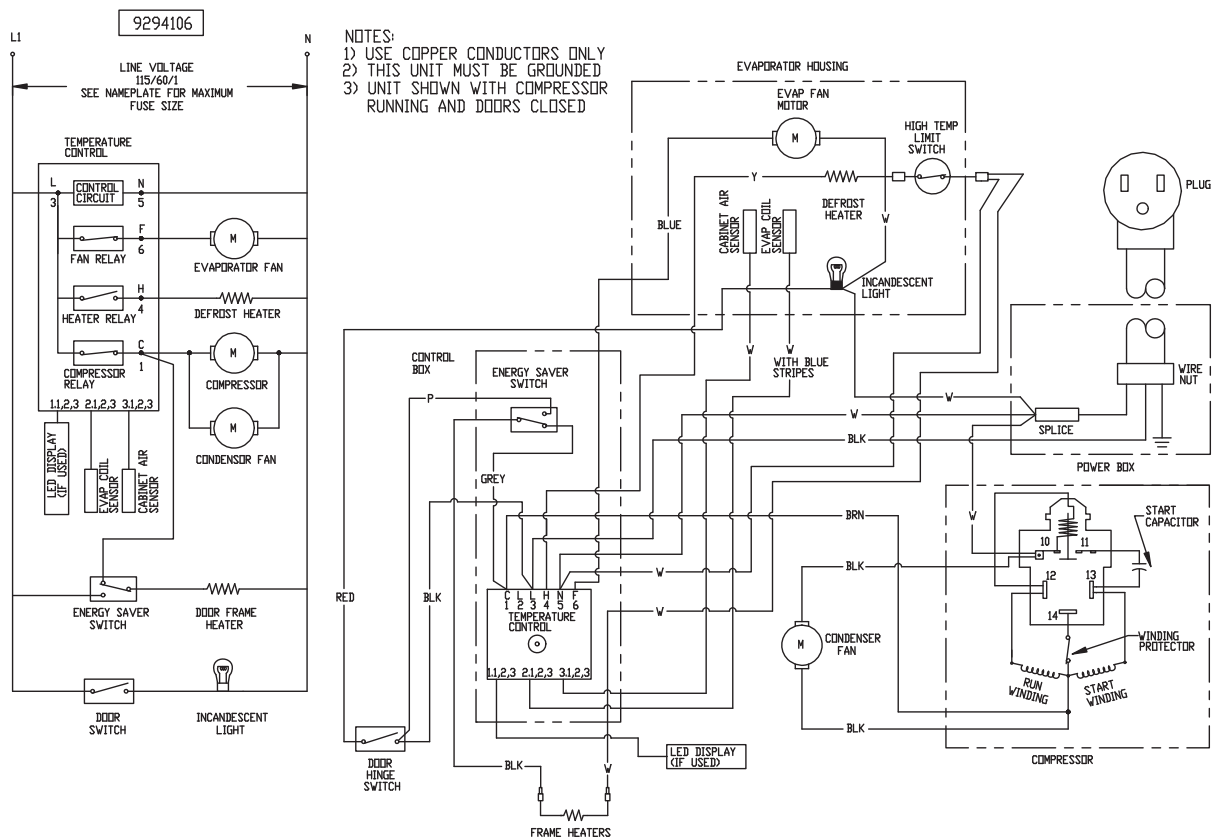 9294106
L1
N
NOTES:
1) USE COPPER CONDUCTORS ONLY
2) THIS UNIT MUST BE GROUNDED
3) UNIT SHOWN WITH COMPRESSOR
RUNNING AND DOORS CLOSED
LINE VOLTAGE
115/60/1
SEE NAMEPLATE FOR MAXIMUM
FUSE SIZE
TEMPERATURE
CONTROL
L
3
CONTROL
CIRCUIT
N
5
FAN RELAY
F
6
M
EVAPORATOR FAN
HEATER RELAY
H
4
DEFROST HEATER
COMPRESSOR
RELAY
C
1
M
COMPRESSOR
M
CONDENSOR FAN
1.1,2,3 2.1,2,3 3.1,2,3
LED DISPLAY
(IF USED)
EVAP COIL
SENSOR
CABINET AIR
SENSOR
ENERGY SAVER
SWITCH
DOOR FRAME
HEATER
DOOR
SWITCH
INCANDESCENT
LIGHT
EVAPORATOR HOUSING
EVAP FAN
MOTOR
M
HIGH TEMP
LIMIT
SWITCH
Y
DEFROST
HEATER
BLUE
CABINET AIR
SENSOR
EVAP COIL
SENSOR
W
INCANDESCENT
LIGHT
W
W
WITH BLUE
STRIPES
CONTROL
BOX
ENERGY SAVER
SWITCH
P
GREY
W
W
BLK
BRN
W
W
RED
BLK
C L L H N F
1 2 3 4 5 6
TEMPERATURE
CONTROL
1.1,2,3 2.1,2,3 3.1,2,3
DOOR
HINGE
SWITCH
BLK
W
FRAME HEATERS
LED DISPLAY
(IF USED)
PLUG
WIRE
NUT
SPLICE
POWER BOX
W
START
CAPACITOR
10
11
12
13
14
BLK
M
CONDENSER
FAN
WINDING
PROTECTOR
RUN
WINDING
START
WINDING
BLK
COMPRESSOR